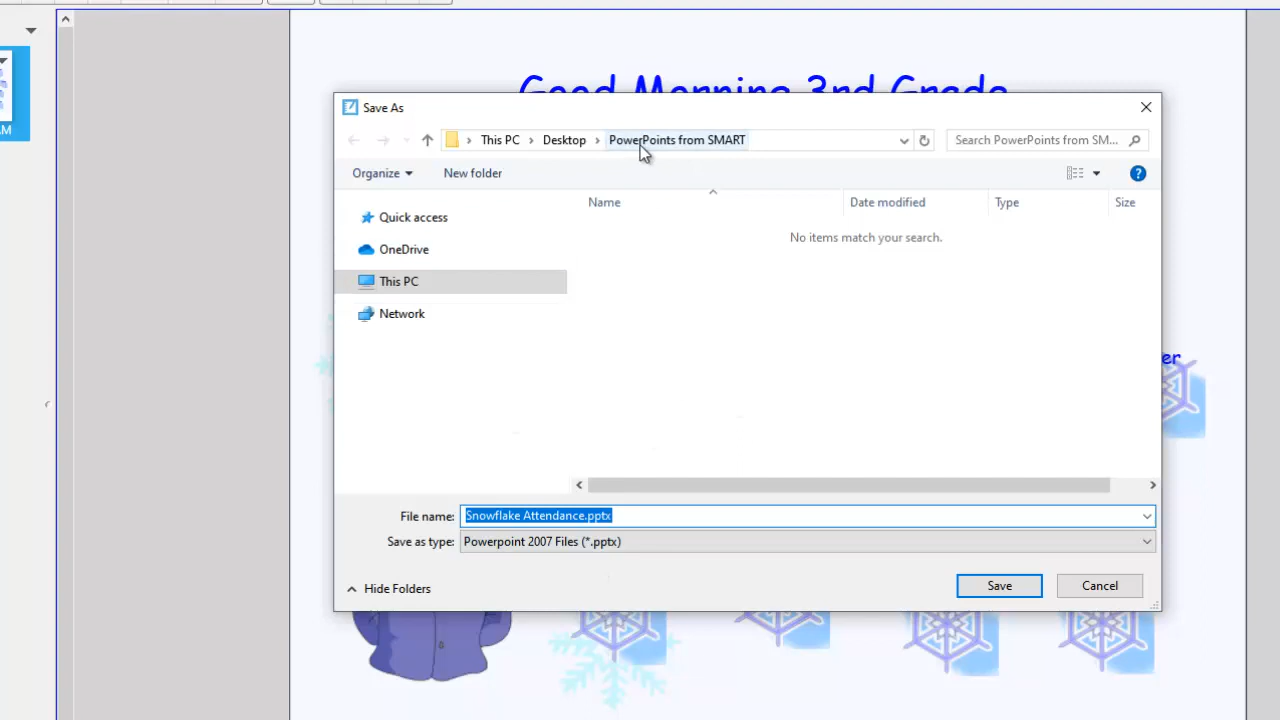 Good Morning 3rd Grade
Save As
This PC
Desktop
PowerPoints from SMART
Search PowerPoints from SM...
Organize
New folder
Name
Date modified
Type
Size
Quick access
No items match your search.
OneDrive
This PC
Network
er
File name:
Snowflake Attendance.pptx
Save as type:
Powerpoint 2007 Files (*.pptx)
Hide Folders
Save
Cancel
AM